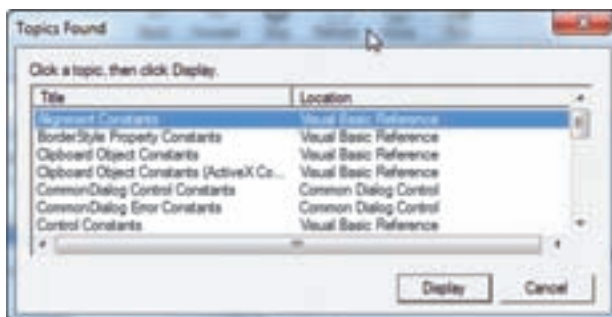 Topics Found
Click a topic, then click Display.
Title Location
Alignment Constants Visual Basic Reference
BorderStyle Property Constants Visual Basic Reference
Clipboard Object Constants Visual Basic Reference
Clipboard Object Constants (ActiveX Co... Visual Basic Reference
CommonDialog Control Constants Common Dialog Control
CommonDialog Error Constants Common Dialog Control
Control Constants Visual Basic Reference
Display Cancel